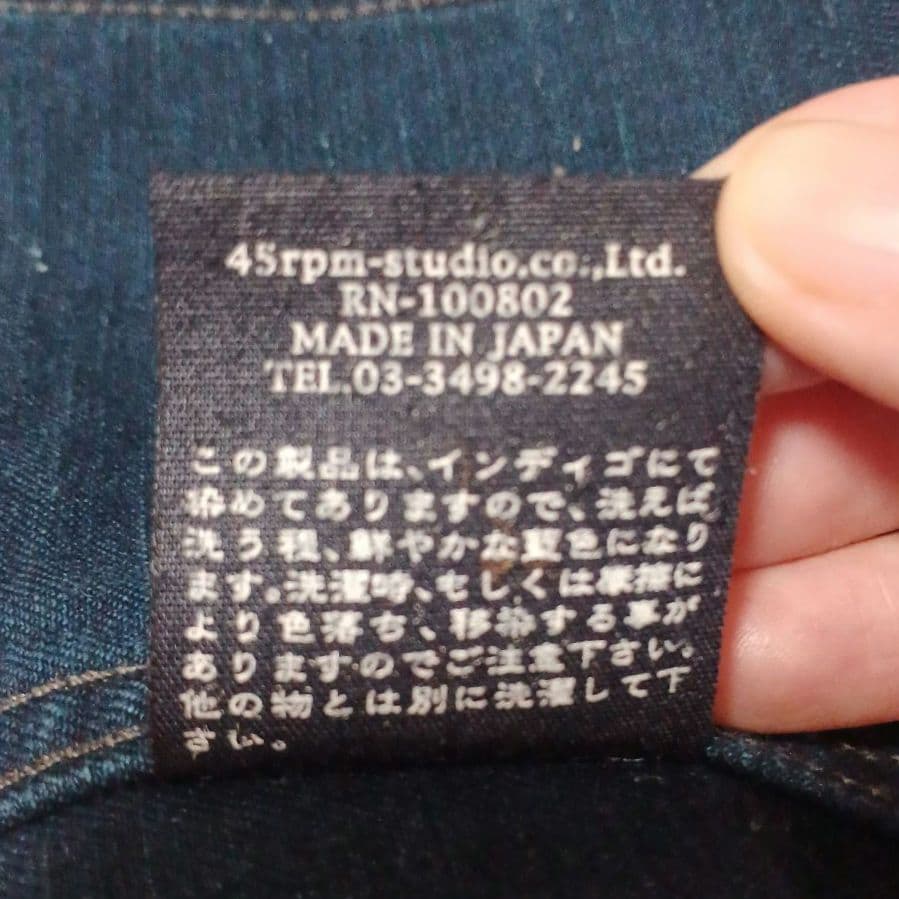 45rpm-studio.co.,Ltd.
RN-100802
MADE IN JAPAN
TEL.03-3498-2245
この製品は、インディゴにて
染めてありますので、洗えば
洗う程、鮮やかな藍色になり
ます。洗濯時、もしくは摩擦に
より色落ち、移染する事が
ありますのでご注意下さい。
他の物とは別に洗濯して下
さい。